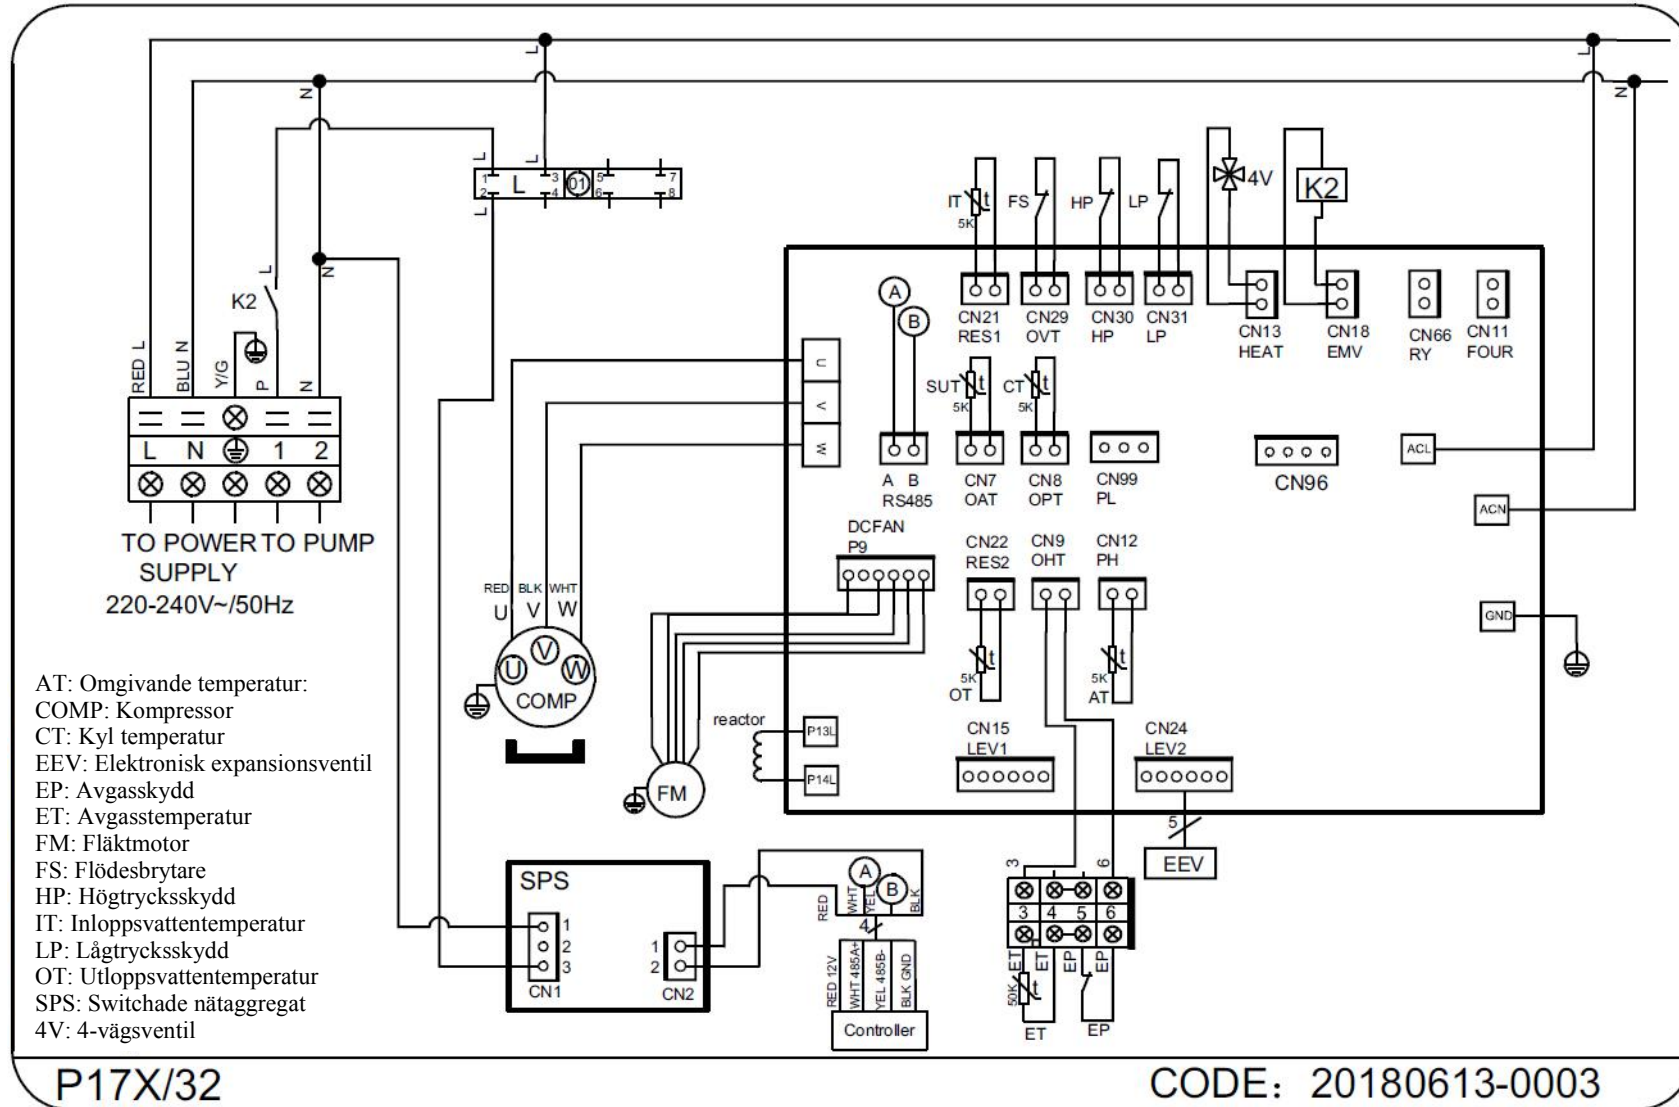 L
L
N
N
L
L
1 L 3 01 5 7
2 4 6 8
L
L
N
K2
RED L
BLU N
Y/G
P
N
L N 1 2
TO POWER TO PUMP
SUPPLY
220-240V~/50Hz
IT
5K
FS
HP
LP
4V
K2
A
B
CN21
RES1
CN29
OVT
CN30
HP
CN31
LP
CN13
HEAT
CN18
EMV
CN66
RY
CN11
FOUR
U
V
W
SUT
5K
CT
5K
A B
RS485
CN7
OAT
CN8
OPT
CN99
PL
CN96
ACL
ACN
GND
DCFAN
P9
CN22
RES2
CN9
OHT
CN12
PH
5K
OT
5K
AT
RED BLK WHT
U V W
U V W
COMP
reactor
P13L
P14L
FM
CN15
LEV1
CN24
LEV2
5
EEV
AT: Omgivande temperatur:
COMP: Kompressor
CT: Kyl temperatur
EEV: Elektronisk expansionsventil
EP: Avgasskydd
ET: Avgasstemperatur
FM: Fläktmotor
FS: Flödesbrytare
HP: Högtrycksskydd
IT: Inloppsvattentemperatur
LP: Lågtrycksskydd
OT: Utloppsvattentemperatur
SPS: Switchade nätaggregat
4V: 4-vägsventil
SPS
1
2
3
CN1
1
2
CN2
RED
WHT
YEL
BLK
A
B
4
RED 12V
WHT 485A+
YEL 485B-
BLK GND
Controller
3 6
3 4 5 6
ET ET EP EP
50K
ET
EP
P17X/32
CODE: 20180613-0003